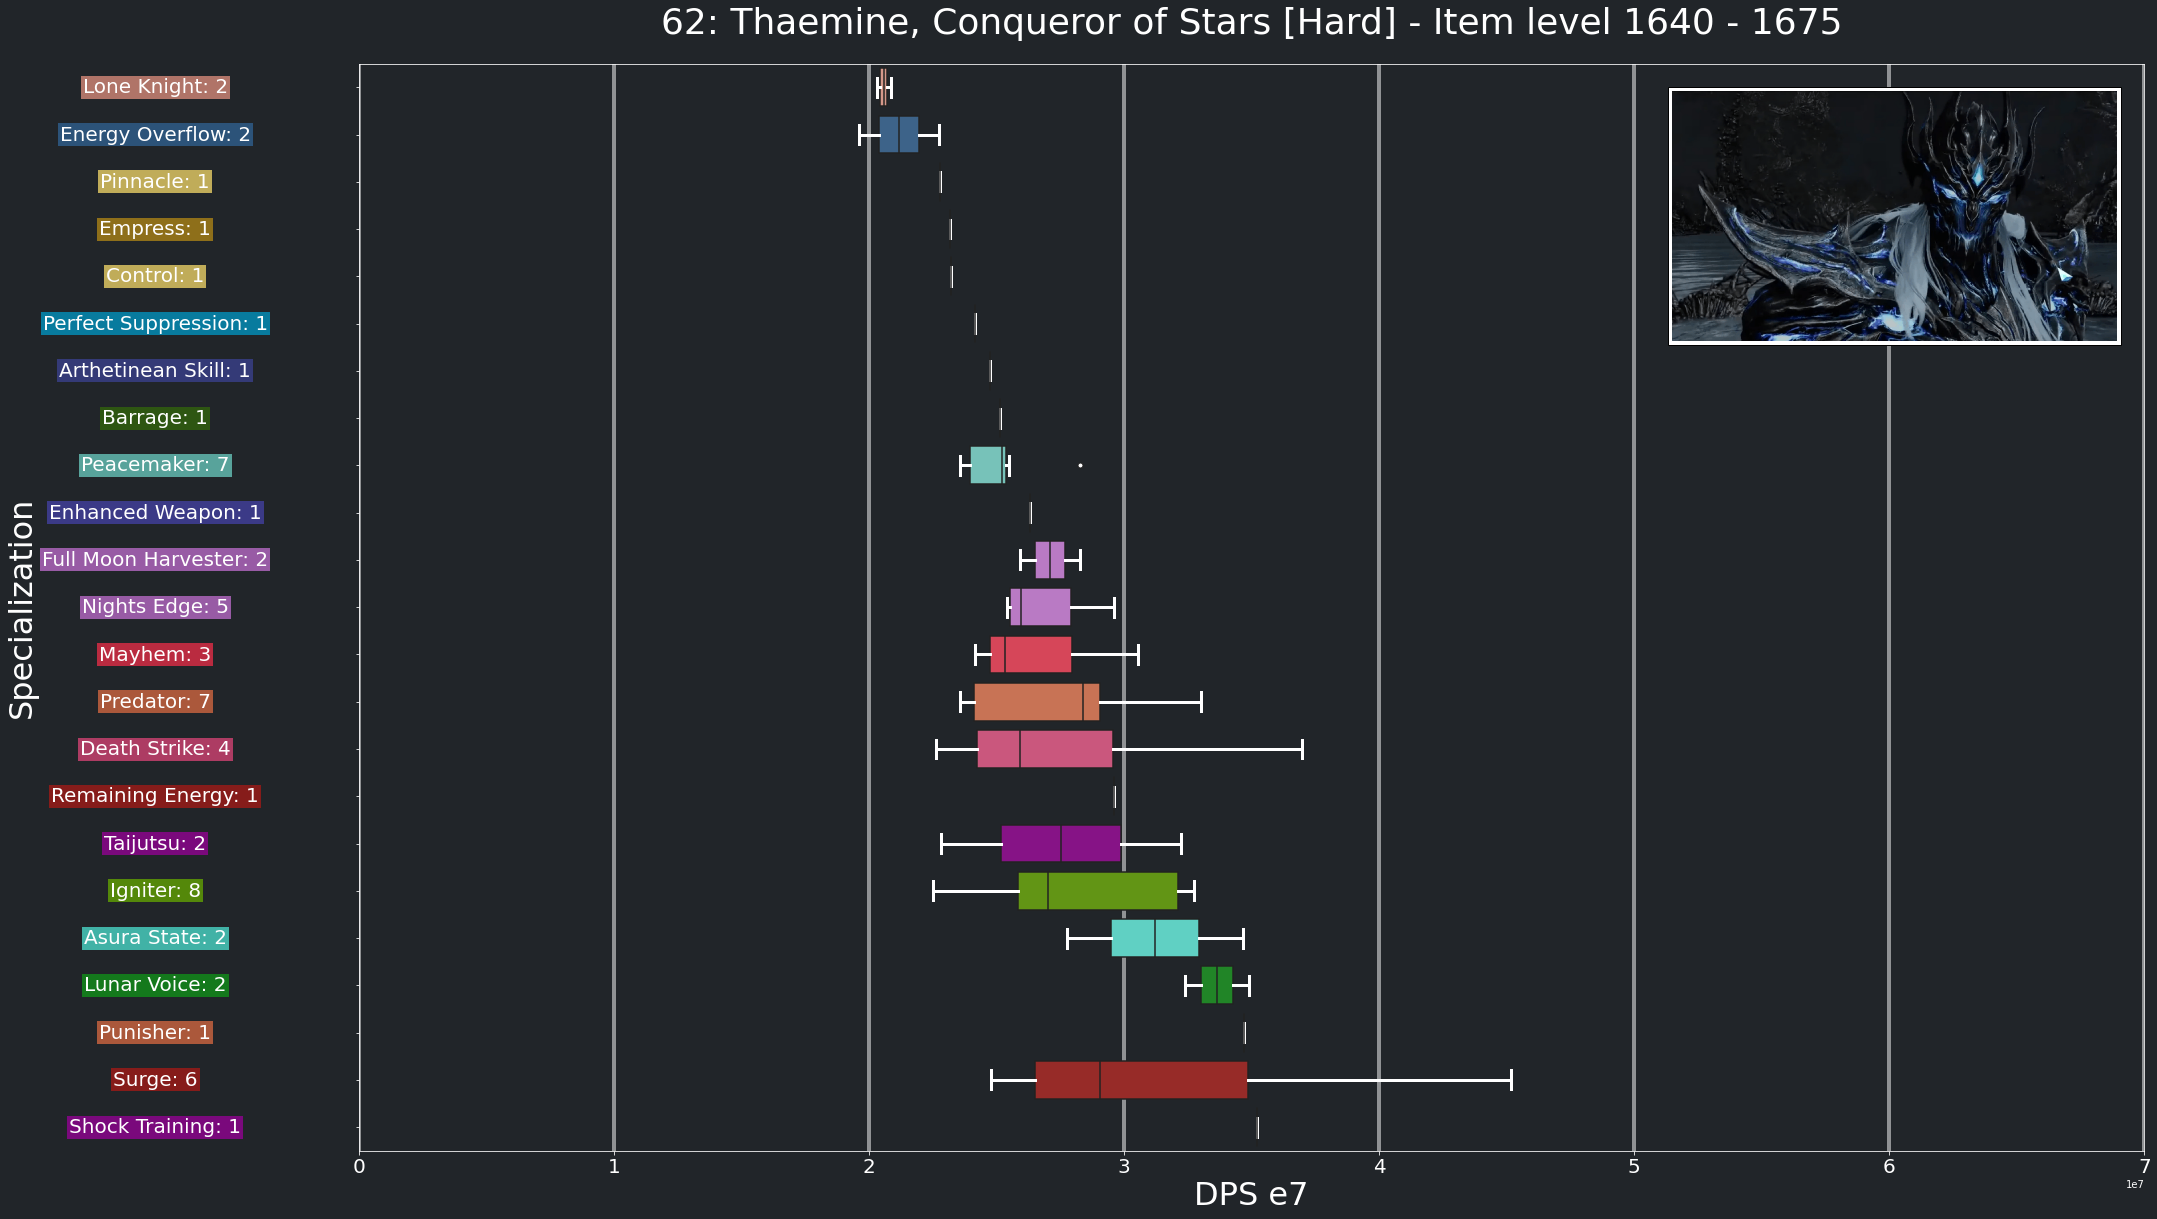 62: Thaemine, Conqueror of Stars [Hard] - Item level 1640 - 1675
Lone Knight: 2
Energy Overflow: 2
Pinnacle: 1
Empress: 1
Control: 1
Perfect Suppression: 1
Arthetinean Skill: 1
Barrage: 1
Peacemaker: 7
Enhanced Weapon: 1
Full Moon Harvester: 2
Nights Edge: 5
Mayhem: 3
Predator: 7
Death Strike: 4
Remaining Energy: 1
Taijutsu: 2
Igniter: 8
Asura State: 2
Lunar Voice: 2
Punisher: 1
Surge: 6
Shock Training: 1
Specialization
0 1 2 3 4 5 6 7
1e7
DPS e7